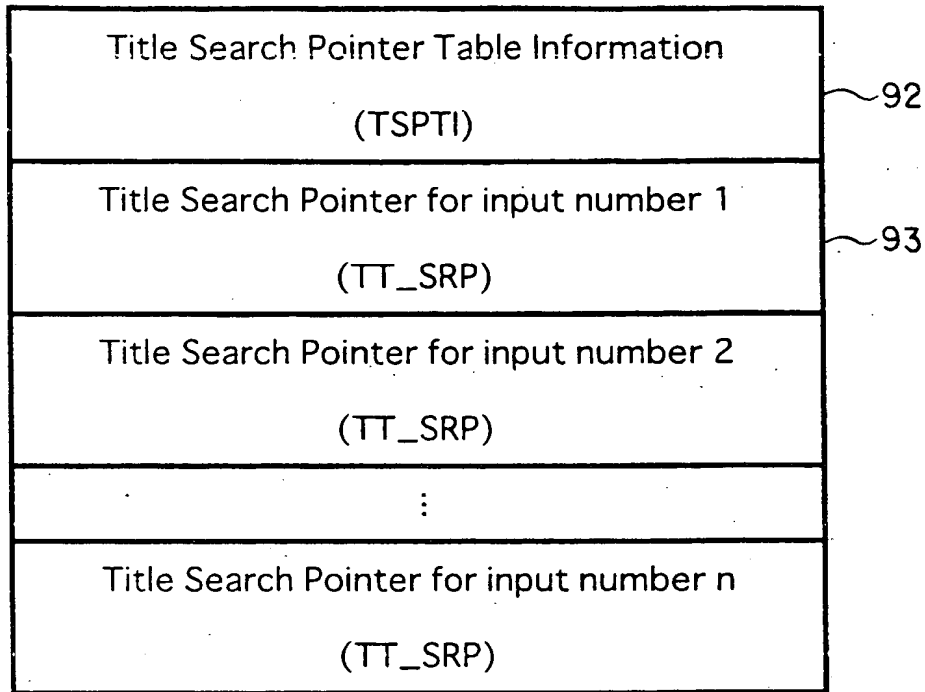 Title Search Pointer Table Information
(TSPTI)
92
Title Search Pointer for input number 1
(TT_SRP)
93
Title Search Pointer for input number 2
(TT_SRP)
⋮
Title Search Pointer for input number n
(TT_SRP)